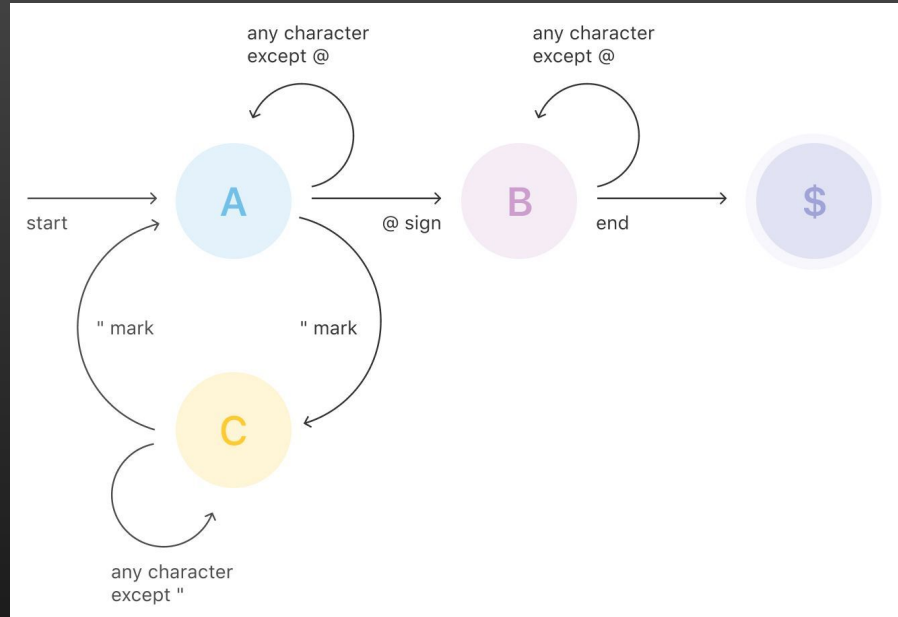 any character
except @
any character
except @
A
B
$
start
@ sign
end
" mark
" mark
C
any character
except "